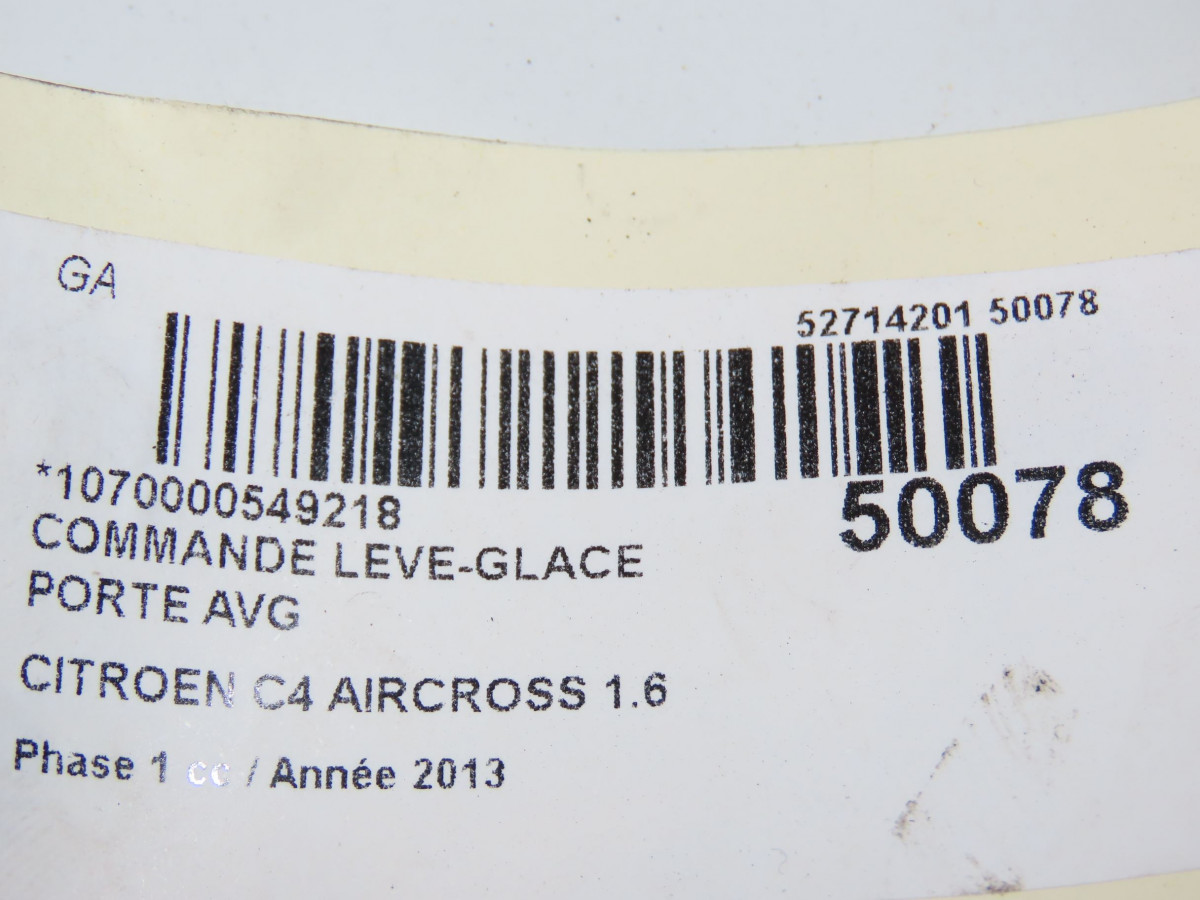 GA
52714201 50078
*1070000549218
50078
COMMANDE LEVE-GLACE
PORTE AVG
CITROEN C4 AIRCROSS 1.6
Phase 1 cc / Année 2013